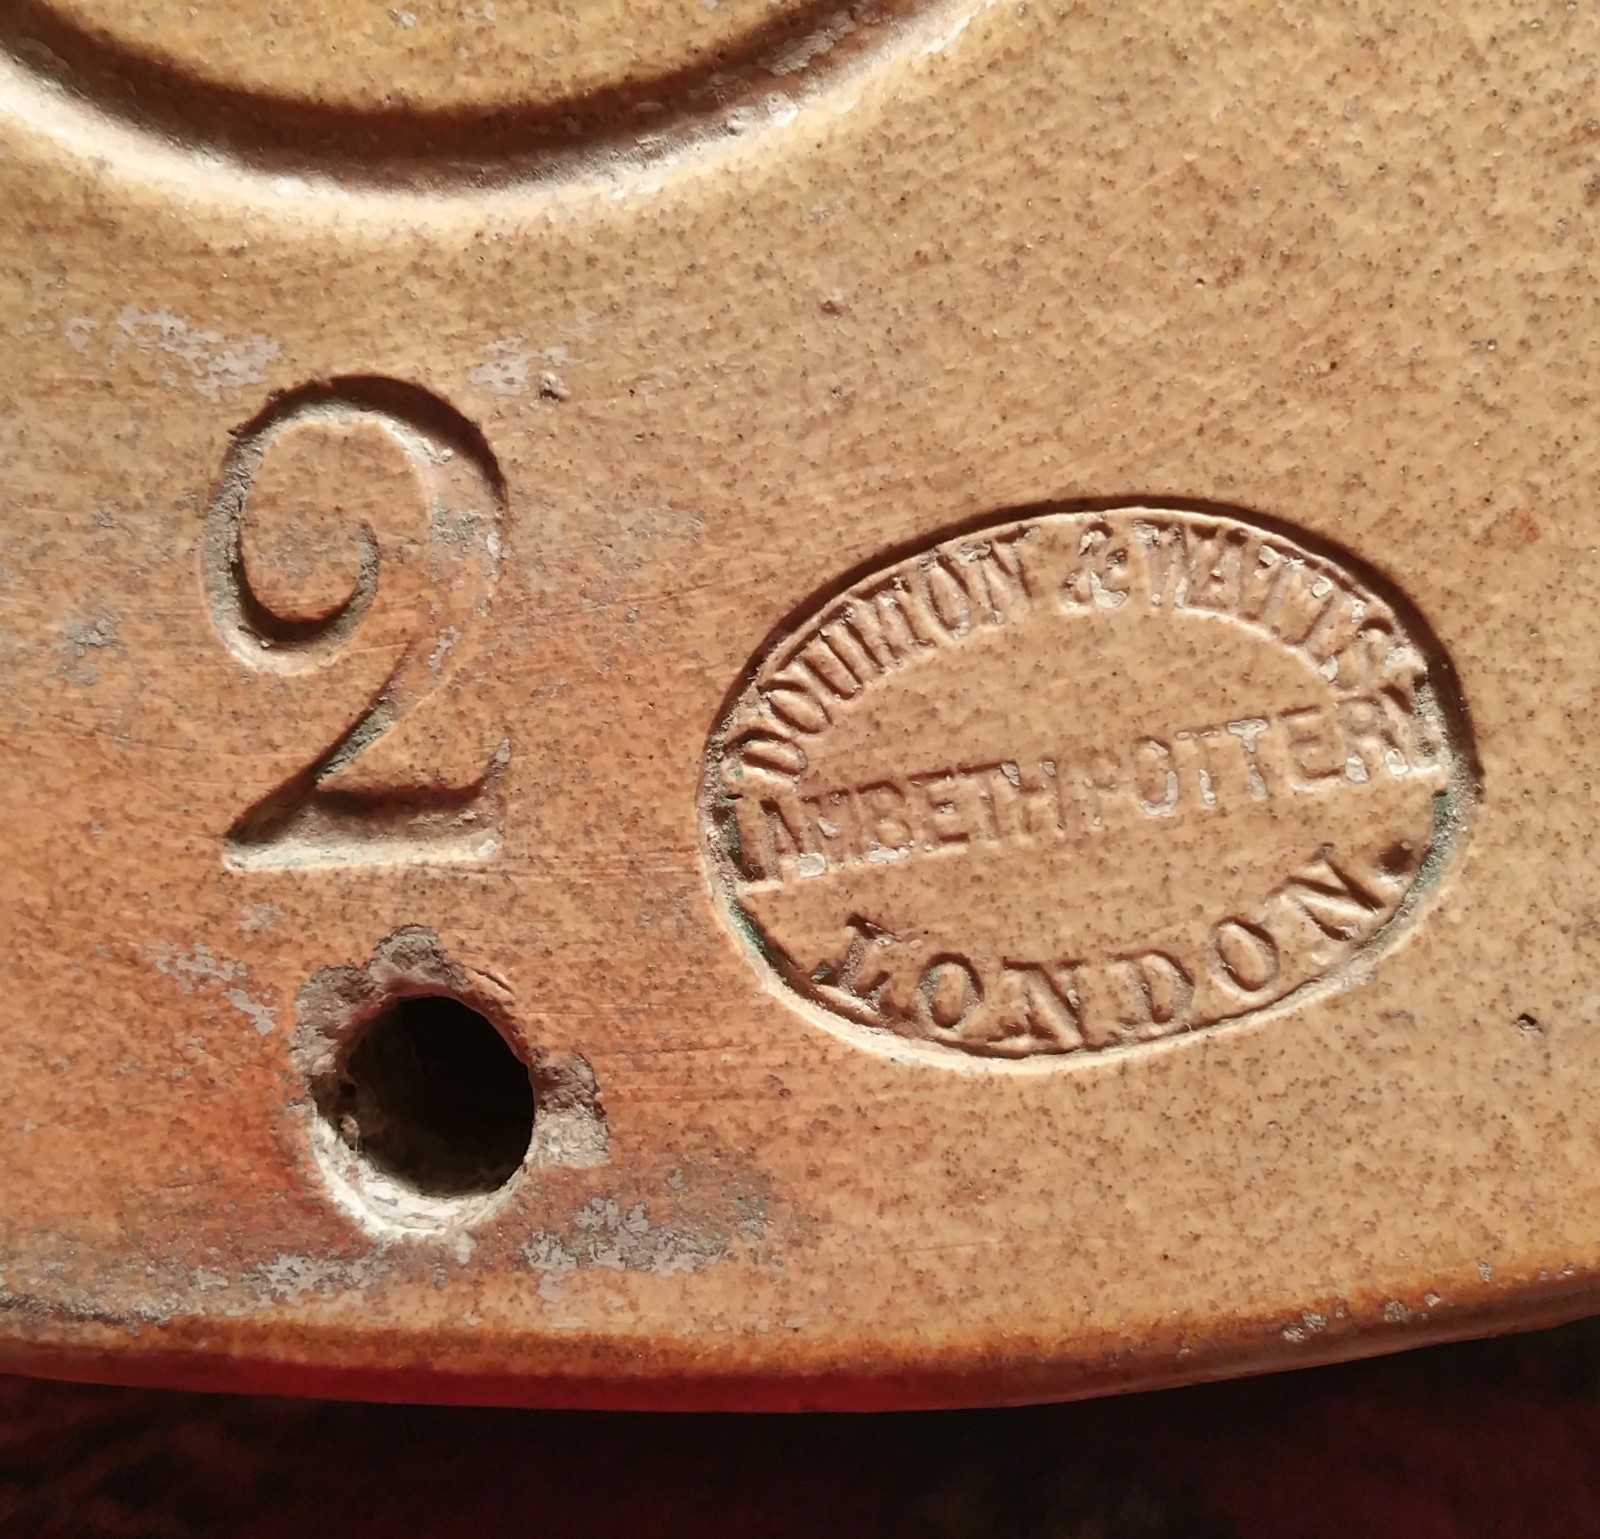 2
DOULTON & WATTS
LAMBETH POTTERY
LONDON.